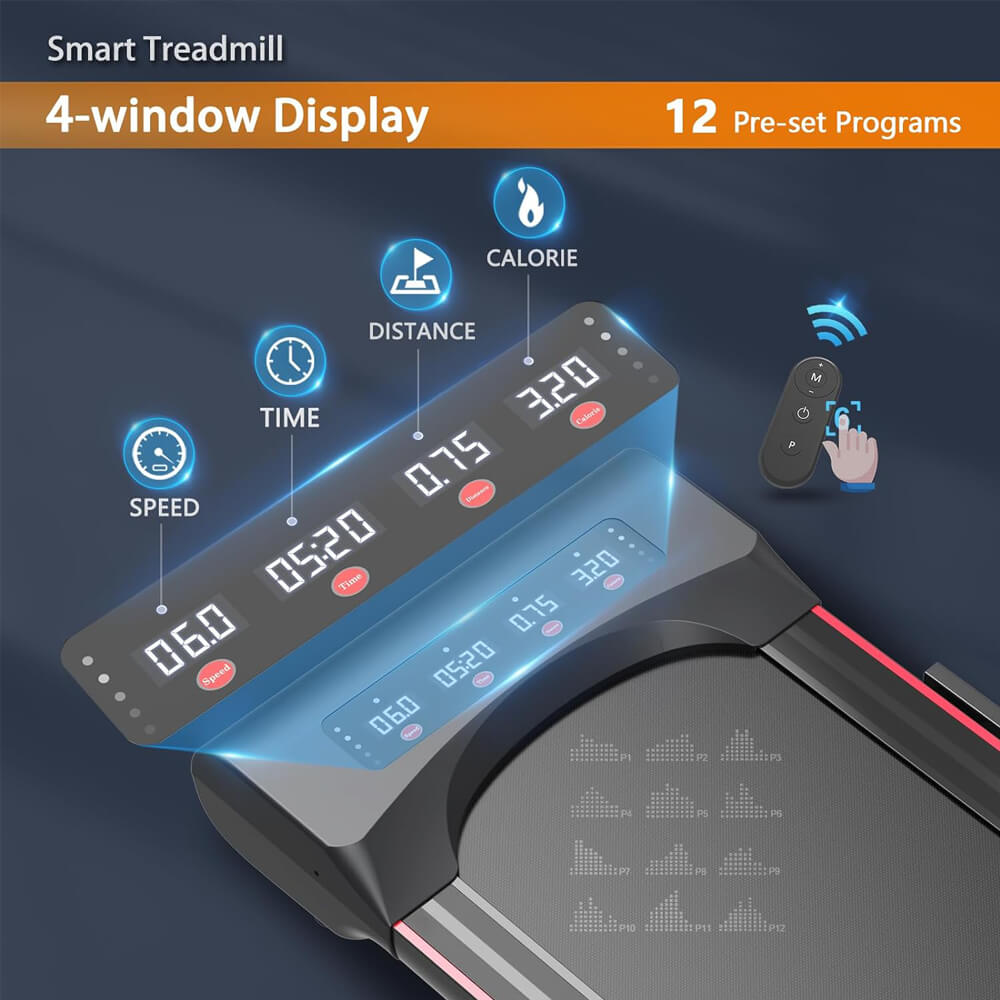 Smart Treadmill
4-window Display
12 Pre-set Programs
CALORIE
DISTANCE
TIME
SPEED
3.20
Calorie
0.75
Distance
05:20
Time
06.0
Speed
M
P
6
3.20
0.75
05:20
Time
06.0
Speed
P1 P2 P3
P4 P5 P6
P7 P8 P9
P10 P11 P12